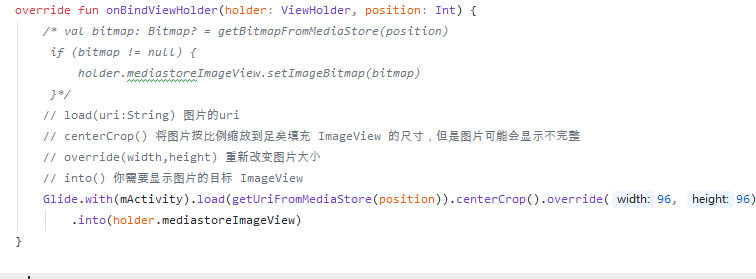 override fun onBindViewHolder(holder: ViewHolder, position: Int) {
/* val bitmap: Bitmap? = getBitmapFromMediaStore(position)
if (bitmap != null) {
holder.mediastoreImageView.setImageBitmap(bitmap)
}*/
// load(uri:String) 图片的uri
// centerCrop() 将图片按比例缩放到足矣填充 ImageView 的尺寸，但是图片可能会显示不完整
// override(width,height) 重新改变图片大小
// into() 你需要显示图片的目标 ImageView
Glide.with(mActivity).load(getUriFromMediaStore(position)).centerCrop().override( width: 96, height: 96)
.into(holder.mediastoreImageView)
}